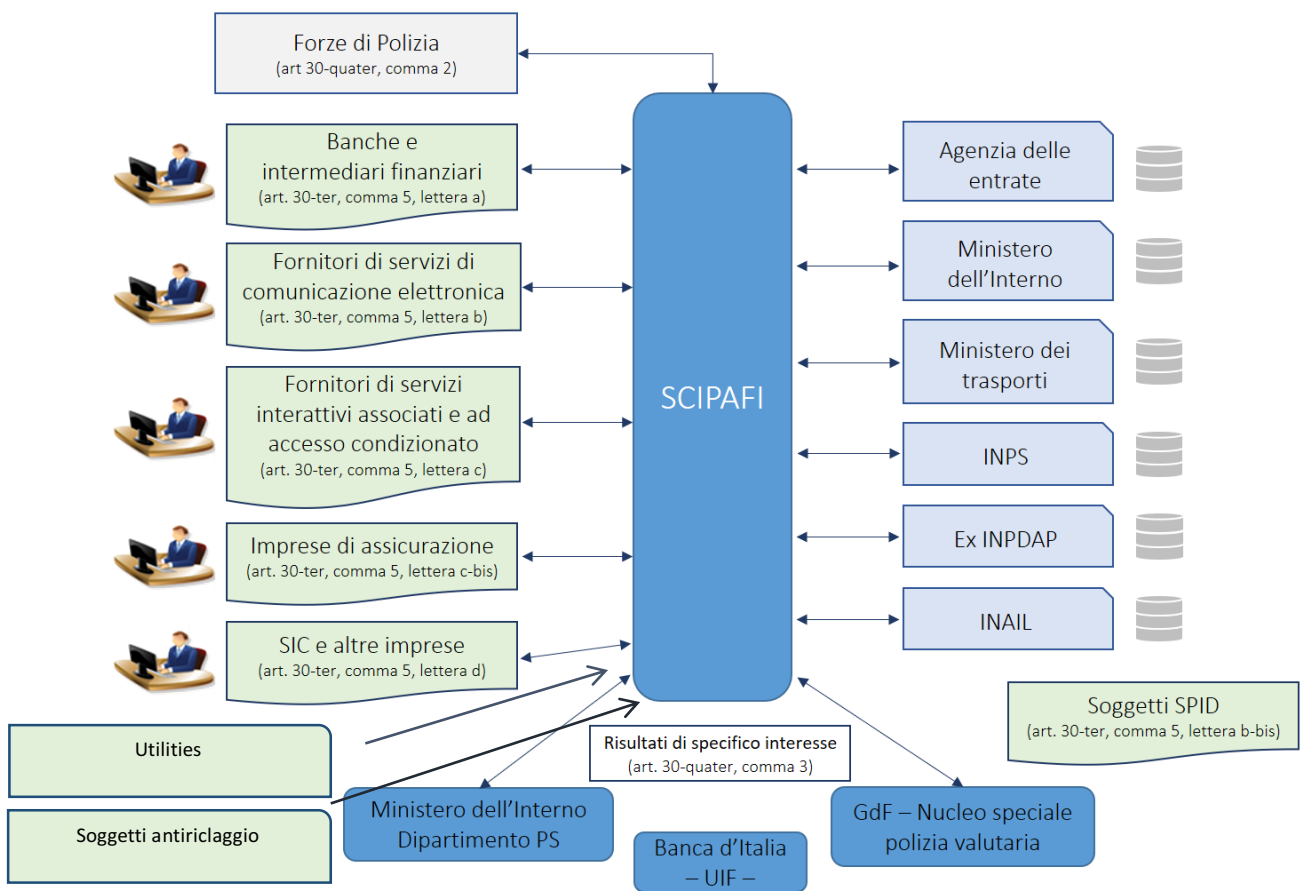 Forze di Polizia
(art 30-quater, comma 2)
Banche e
intermediari finanziari
(art. 30-ter, comma 5, lettera a)
Fornitori di servizi di
comunicazione elettronica
(art. 30-ter, comma 5, lettera b)
Fornitori di servizi
interattivi associati e ad
accesso condizionato
(art. 30-ter, comma 5, lettera c)
Imprese di assicurazione
(art. 30-ter, comma 5, lettera c-bis)
SIC e altre imprese
(art. 30-ter, comma 5, lettera d)
Utilities
Soggetti antiriclaggio
SCIPAFI
Agenzia delle
entrate
Ministero
dell’Interno
Ministero dei
trasporti
INPS
Ex INPDAP
INAIL
Soggetti SPID
(art. 30-ter, comma 5, lettera b-bis)
Risultati di specifico interesse
(art. 30-quater, comma 3)
Ministero dell’Interno
Dipartimento PS
Banca d’Italia
– UIF –
GdF – Nucleo speciale
polizia valutaria